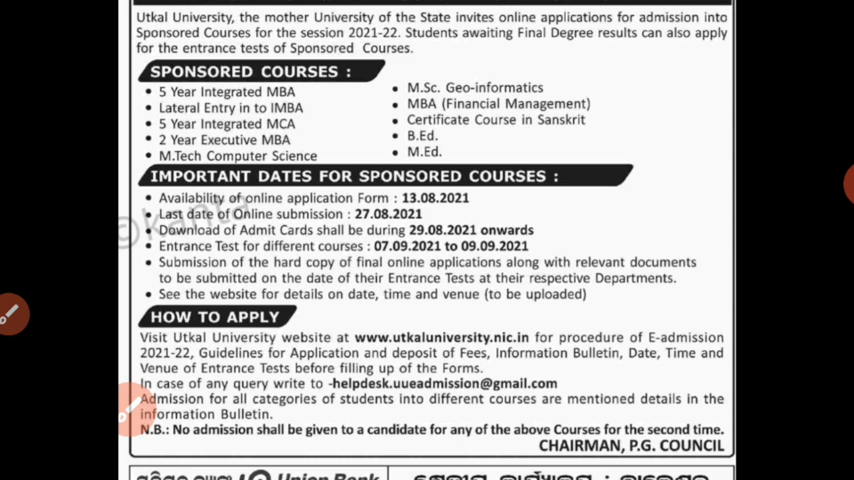 Utkal University, the mother University of the State invites online applications for admission into
Sponsored Courses for the session 2021-22. Students awaiting Final Degree results can also apply
for the entrance tests of Sponsored Courses.
SPONSORED COURSES :
• 5 Year Integrated MBA
• Lateral Entry in to IMBA
• 5 Year Integrated MCA
• 2 Year Executive MBA
• M.Tech Computer Science
• M.Sc. Geo-informatics
• MBA (Financial Management)
• Certificate Course in Sanskrit
• B.Ed.
• M.Ed.
IMPORTANT DATES FOR SPONSORED COURSES :
• Availability of online application Form : 13.08.2021
• Last date of Online submission : 27.08.2021
• Download of Admit Cards shall be during 29.08.2021 onwards
• Entrance Test for different courses : 07.09.2021 to 09.09.2021
• Submission of the hard copy of final online applications along with relevant documents
to be submitted on the date of their Entrance Tests at their respective Departments.
• See the website for details on date, time and venue (to be uploaded)
HOW TO APPLY
Visit Utkal University website at www.utkaluniversity.nic.in for procedure of E-admission
2021-22, Guidelines for Application and deposit of Fees, Information Bulletin, Date, Time and
Venue of Entrance Tests before filling up of the Forms.
In case of any query write to -helpdesk.uueadmission@gmail.com
Admission for all categories of students into different courses are mentioned details in the
information Bulletin.
N.B.: No admission shall be given to a candidate for any of the above Courses for the second time.
CHAIRMAN, P.G. COUNCIL
Union Bank